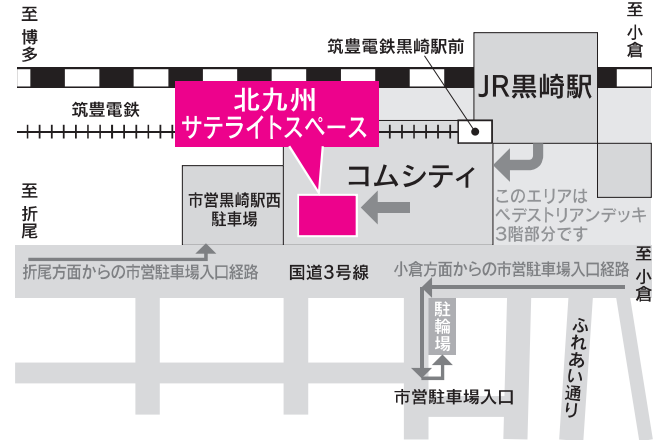 至 博多
至 小倉
筑豊電鉄黒崎駅前
JR黒崎駅
筑豊電鉄
北九州
サテライトスペース
コムシティ
至 折尾
市営黒崎駅西
駐車場
このエリアは
ペデストリアンデッキ
3階部分です
至 小倉
折尾方面からの市営駐車場入口経路
国道3号線
小倉方面からの市営駐車場入口経路
駐輪場
ふれあい通り
市営駐車場入口